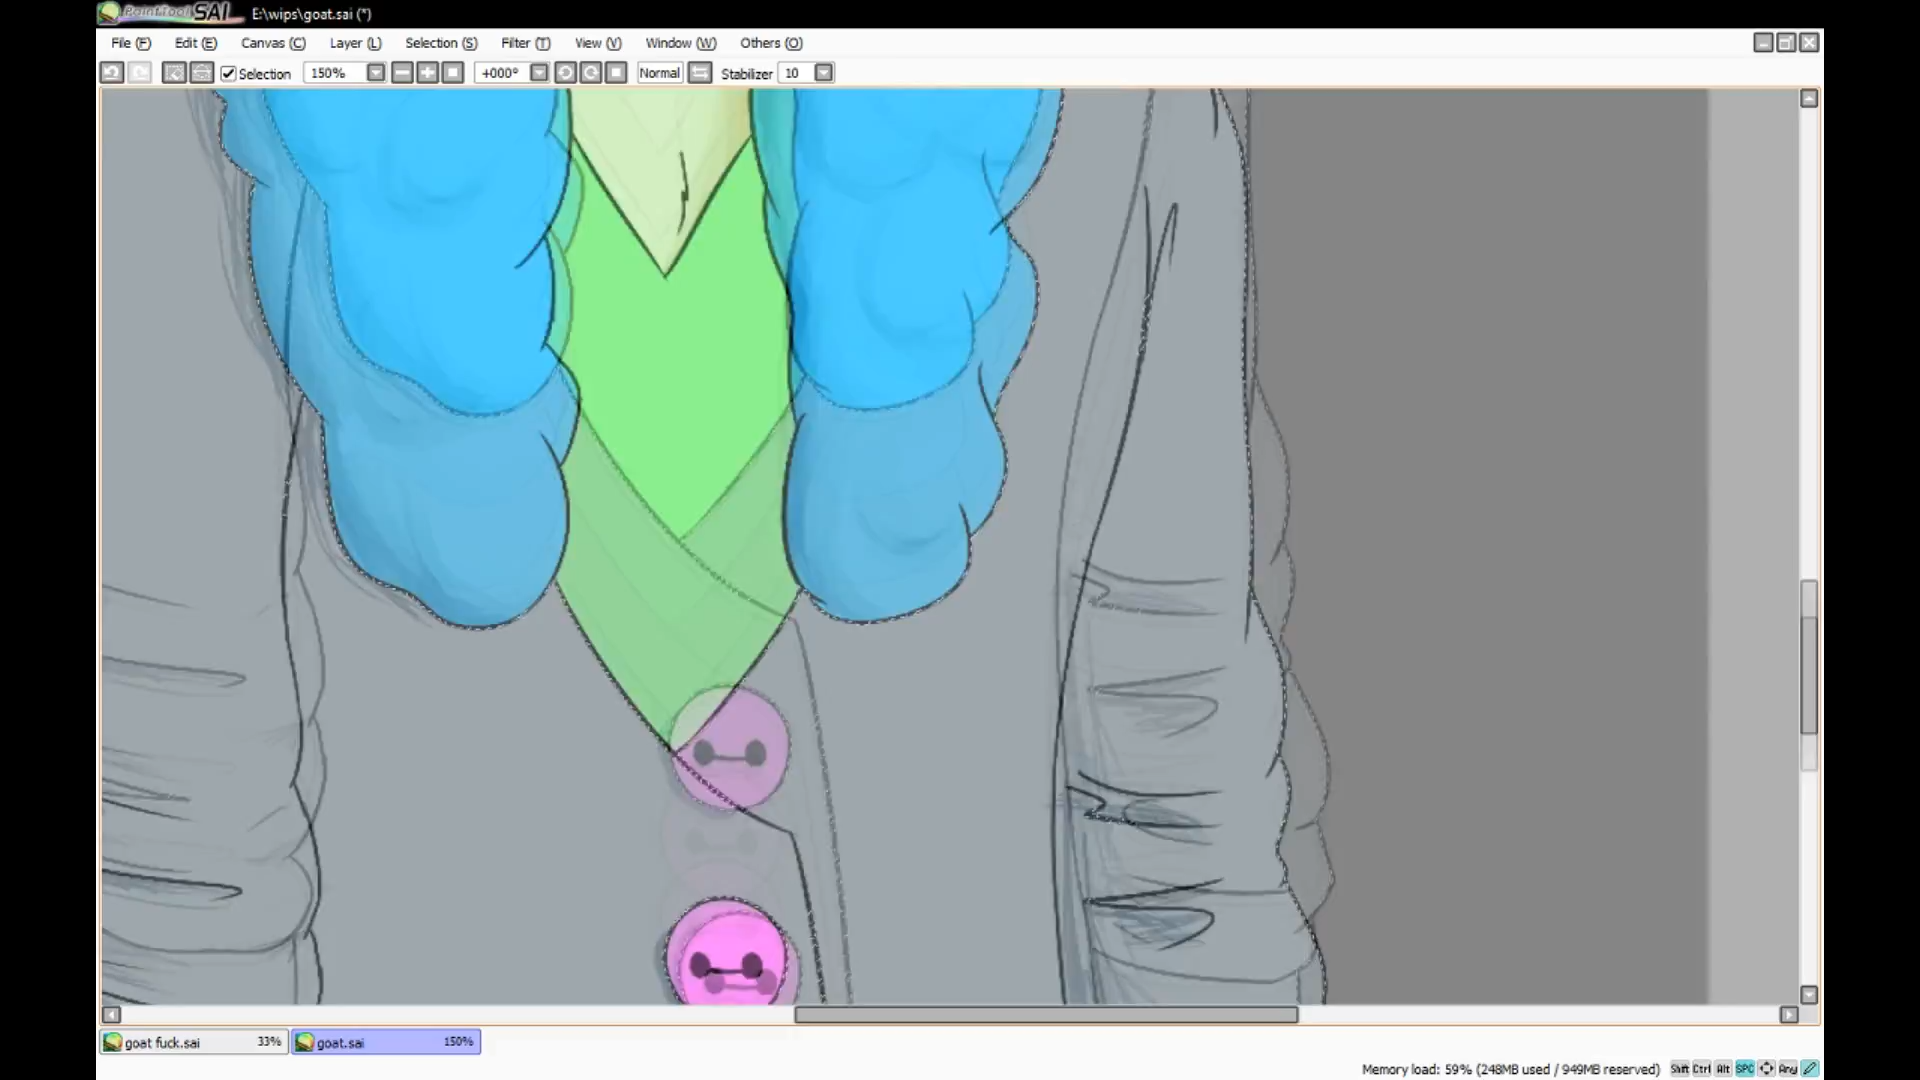 PaintTool SAI E:\wips\goat.sai (*)
File (F) Edit (E) Canvas (C) Layer (L) Selection (S) Filter (T) View (V) Window (W) Others (O)
Selection 150% +000° Normal Stabilizer 10
goat fuck.sai 33% goat.sai 150%
Memory load: 59% (248MB used / 949MB reserved) Shift Ctrl Alt SPC Any